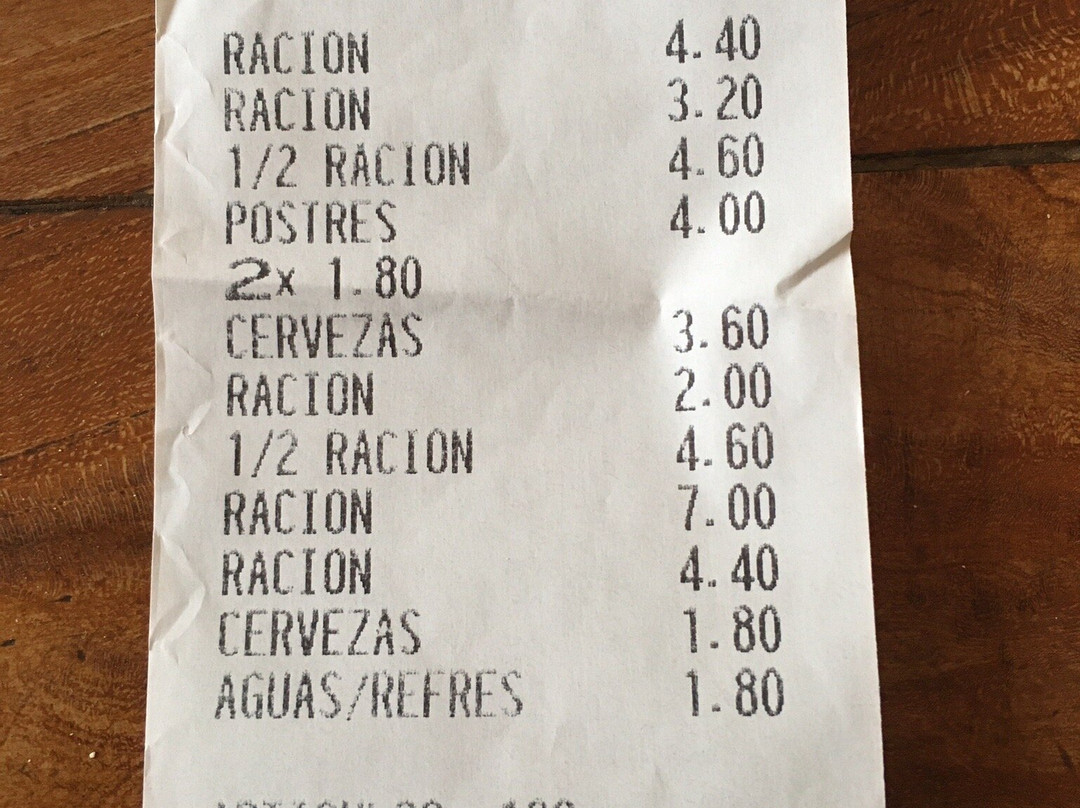 RACION 4.40
RACION 3.20
1/2 RACION 4.60
POSTRES 4.00
2x 1.80
CERVEZAS 3.60
RACION 2.00
1/2 RACION 4.60
RACION 7.00
RACION 4.40
CERVEZAS 1.80
AGUAS/REFRES 1.80